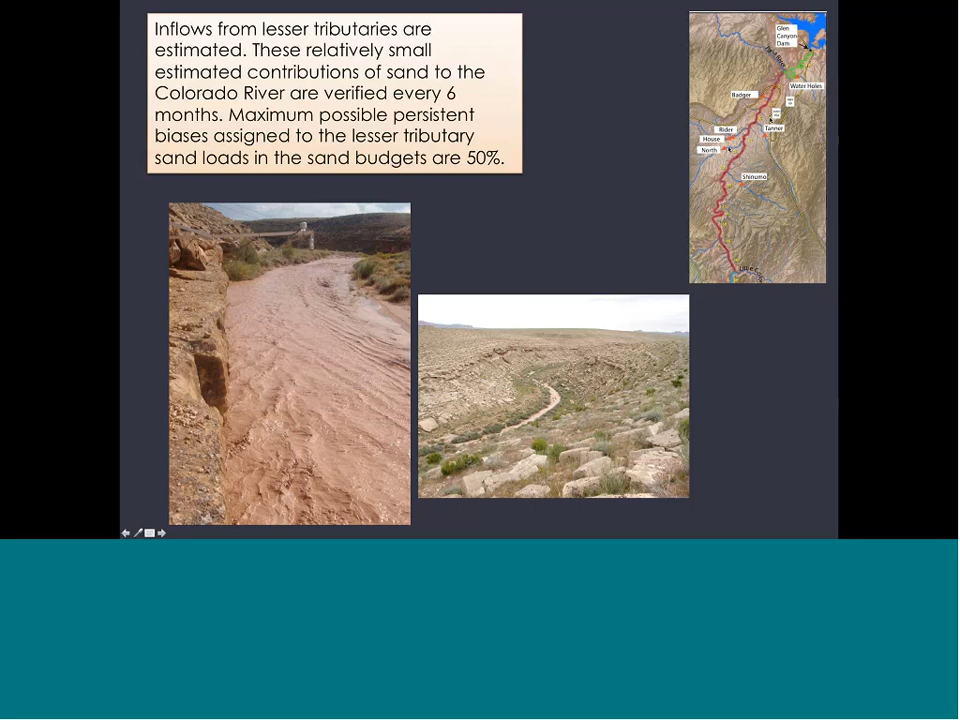 Inflows from lesser tributaries are
estimated. These relatively small
estimated contributions of sand to the
Colorado River are verified every 6
months. Maximum possible persistent
biases assigned to the lesser tributary
sand loads in the sand budgets are 50%.
Glen
Canyon
Dam
Water Holes
Badger
Tanner
Rider
House
North
Shinumo